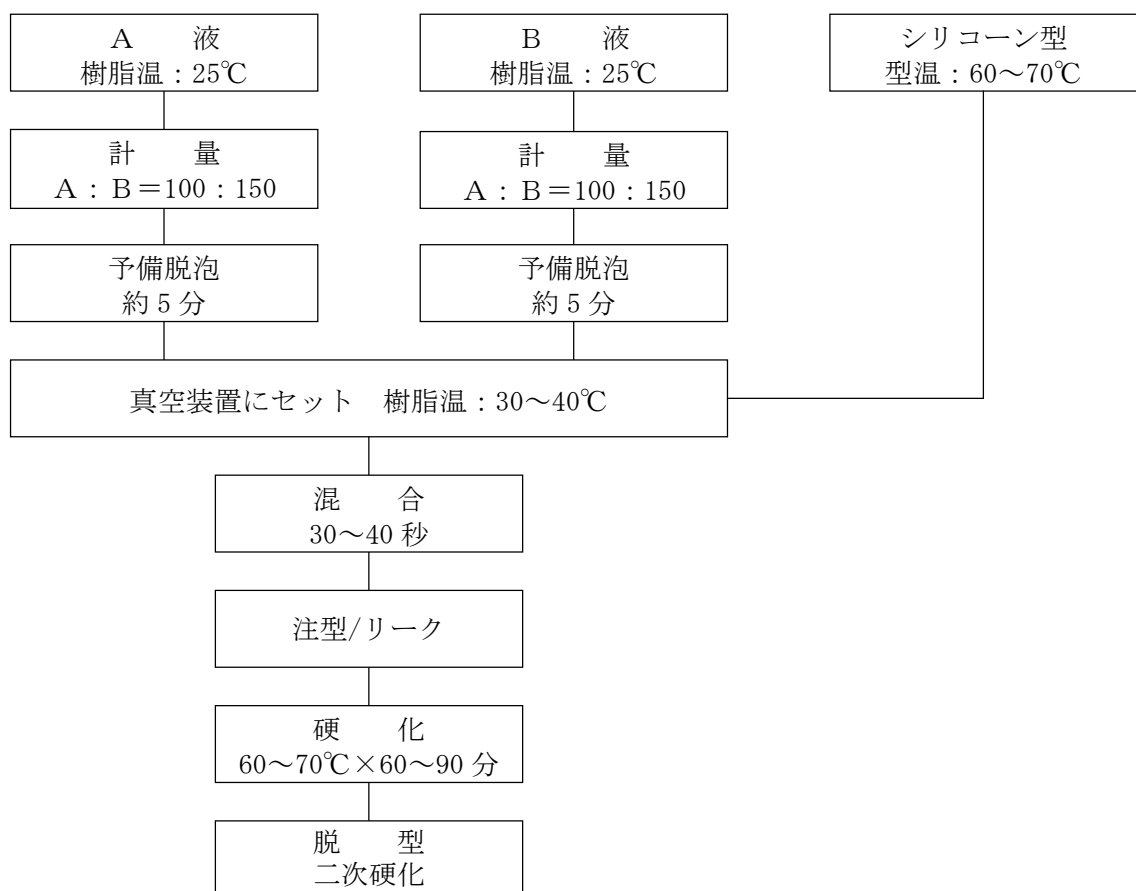 A　　液
樹脂温：25℃
B　　液
樹脂温：25℃
シリコーン型
型温：60〜70℃
計　　量
A：B＝100：150
計　　量
A：B＝100：150
予備脱泡
約5分
予備脱泡
約5分
真空装置にセット　樹脂温：30〜40℃
混　　合
30〜40秒
注型/リーク
硬　　化
60〜70℃×60〜90分
脱　　型
二次硬化